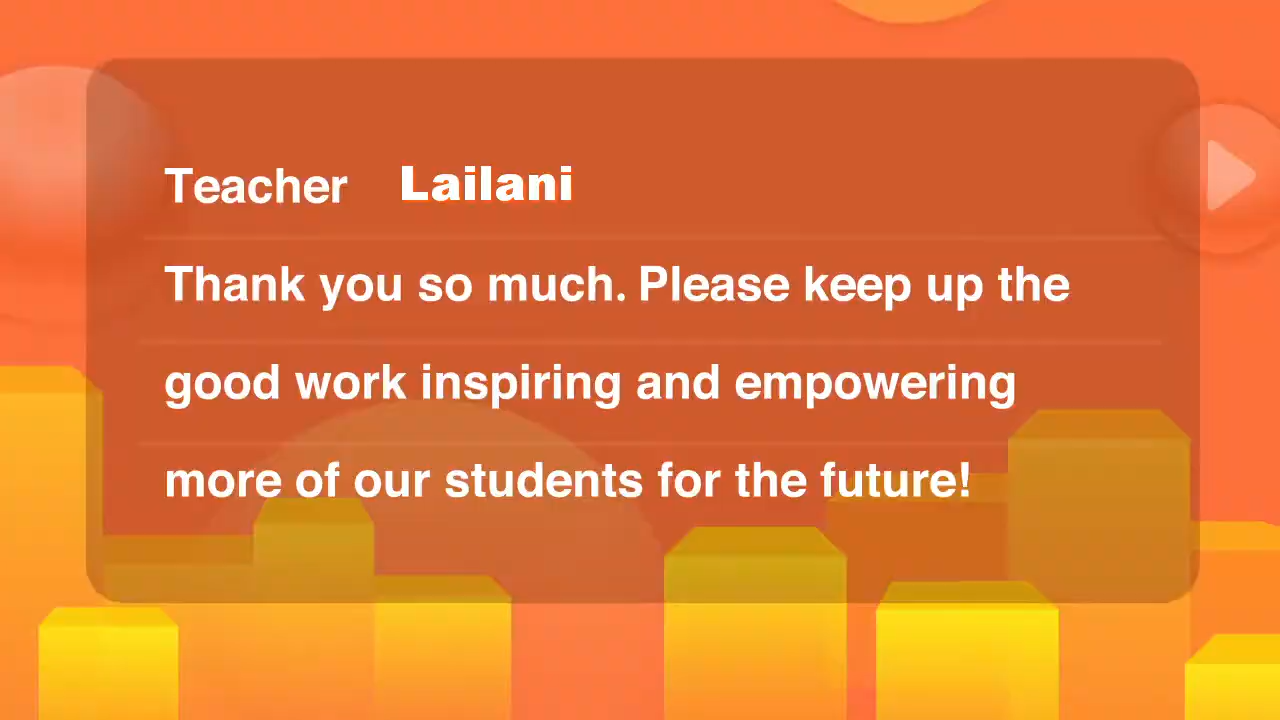 Teacher Lailani
Thank you so much. Please keep up the
good work inspiring and empowering
more of our students for the future!